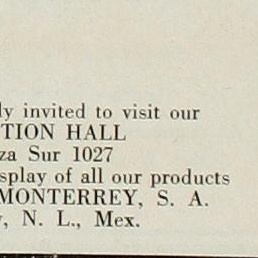 ly invited to visit our
TION HALL
za Sur 1027
splay of all our products
MONTERREY, S. A.
, N. L., Mex.